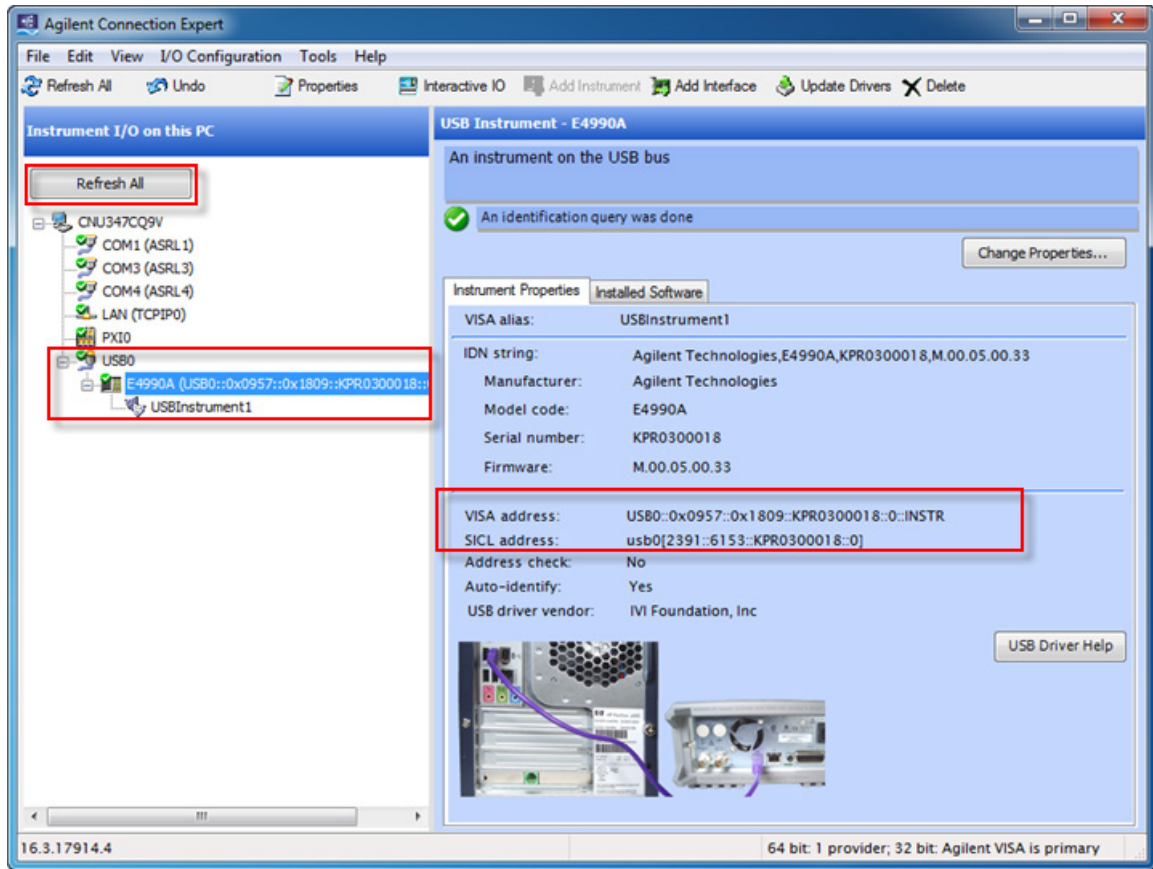 Agilent Connection Expert
File Edit View I/O Configuration Tools Help
Refresh All Undo Properties Interactive IO Add Instrument Add Interface Update Drivers Delete
Instrument I/O on this PC
Refresh All
CNU347CQ9V
COM1 (ASRL1)
COM3 (ASRL3)
COM4 (ASRL4)
LAN (TCPIP0)
PXI0
USB0
E4990A (USB0::0x0957::0x1809::KPR0300018::
USBInstrument1
USB Instrument - E4990A
An instrument on the USB bus
An identification query was done
Change Properties...
Instrument Properties Installed Software
VISA alias: USBInstrument1
IDN string: Agilent Technologies,E4990A,KPR0300018,M.00.05.00.33
Manufacturer: Agilent Technologies
Model code: E4990A
Serial number: KPR0300018
Firmware: M.00.05.00.33
VISA address: USB0::0x0957::0x1809::KPR0300018::0::INSTR
SICL address: usb0[2391::6153::KPR0300018::0]
Address check: No
Auto-identify: Yes
USB driver vendor: IVI Foundation, Inc
USB Driver Help
16.3.17914.4
64 bit: 1 provider; 32 bit: Agilent VISA is primary